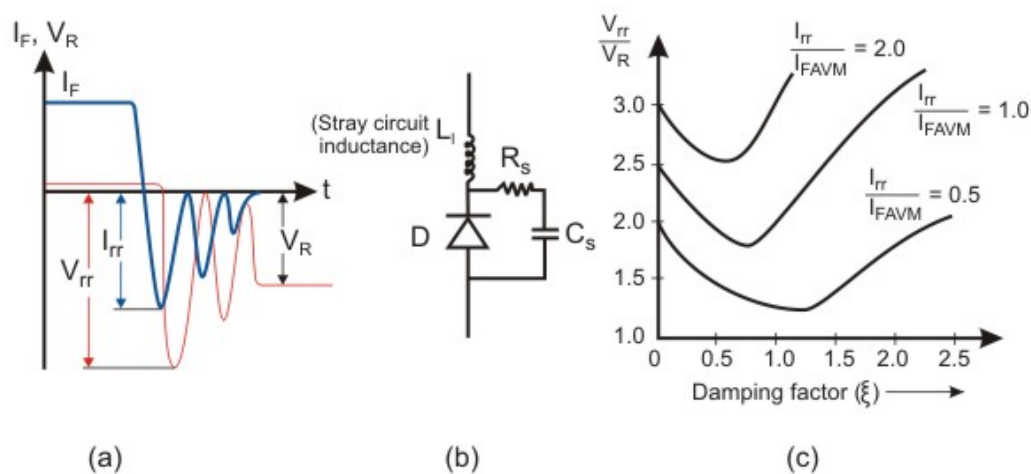 I_F, V_R
I_F
t
I_rr
V_rr
V_R
(a)
(Stray circuit
inductance)
L_l
R_s
D
C_s
(b)
V_rr
V_R
I_rr
I_FAVM = 2.0
I_rr
I_FAVM = 1.0
I_rr
I_FAVM = 0.5
3.0
2.5
2.0
1.5
1.0
0 0.5 1.0 1.5 2.0 2.5
Damping factor (ξ)
(c)